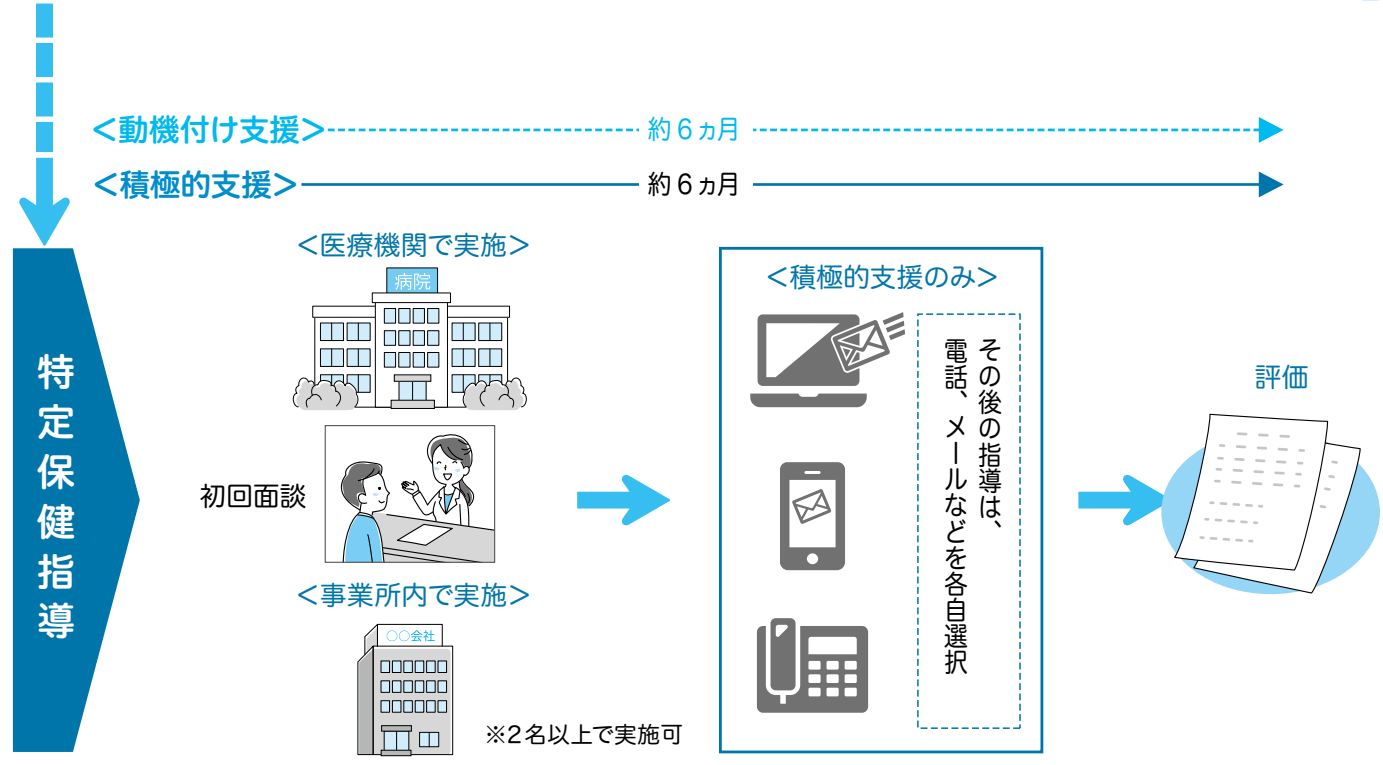 ＜動機付け支援＞ 約６ヵ月
＜積極的支援＞ 約６ヵ月
特定保健指導
＜医療機関で実施＞
病院
初回面談
＜事業所内で実施＞
○○会社
※2名以上で実施可
＜積極的支援のみ＞
その後の指導は、
電話、メールなどを各自選択
評価